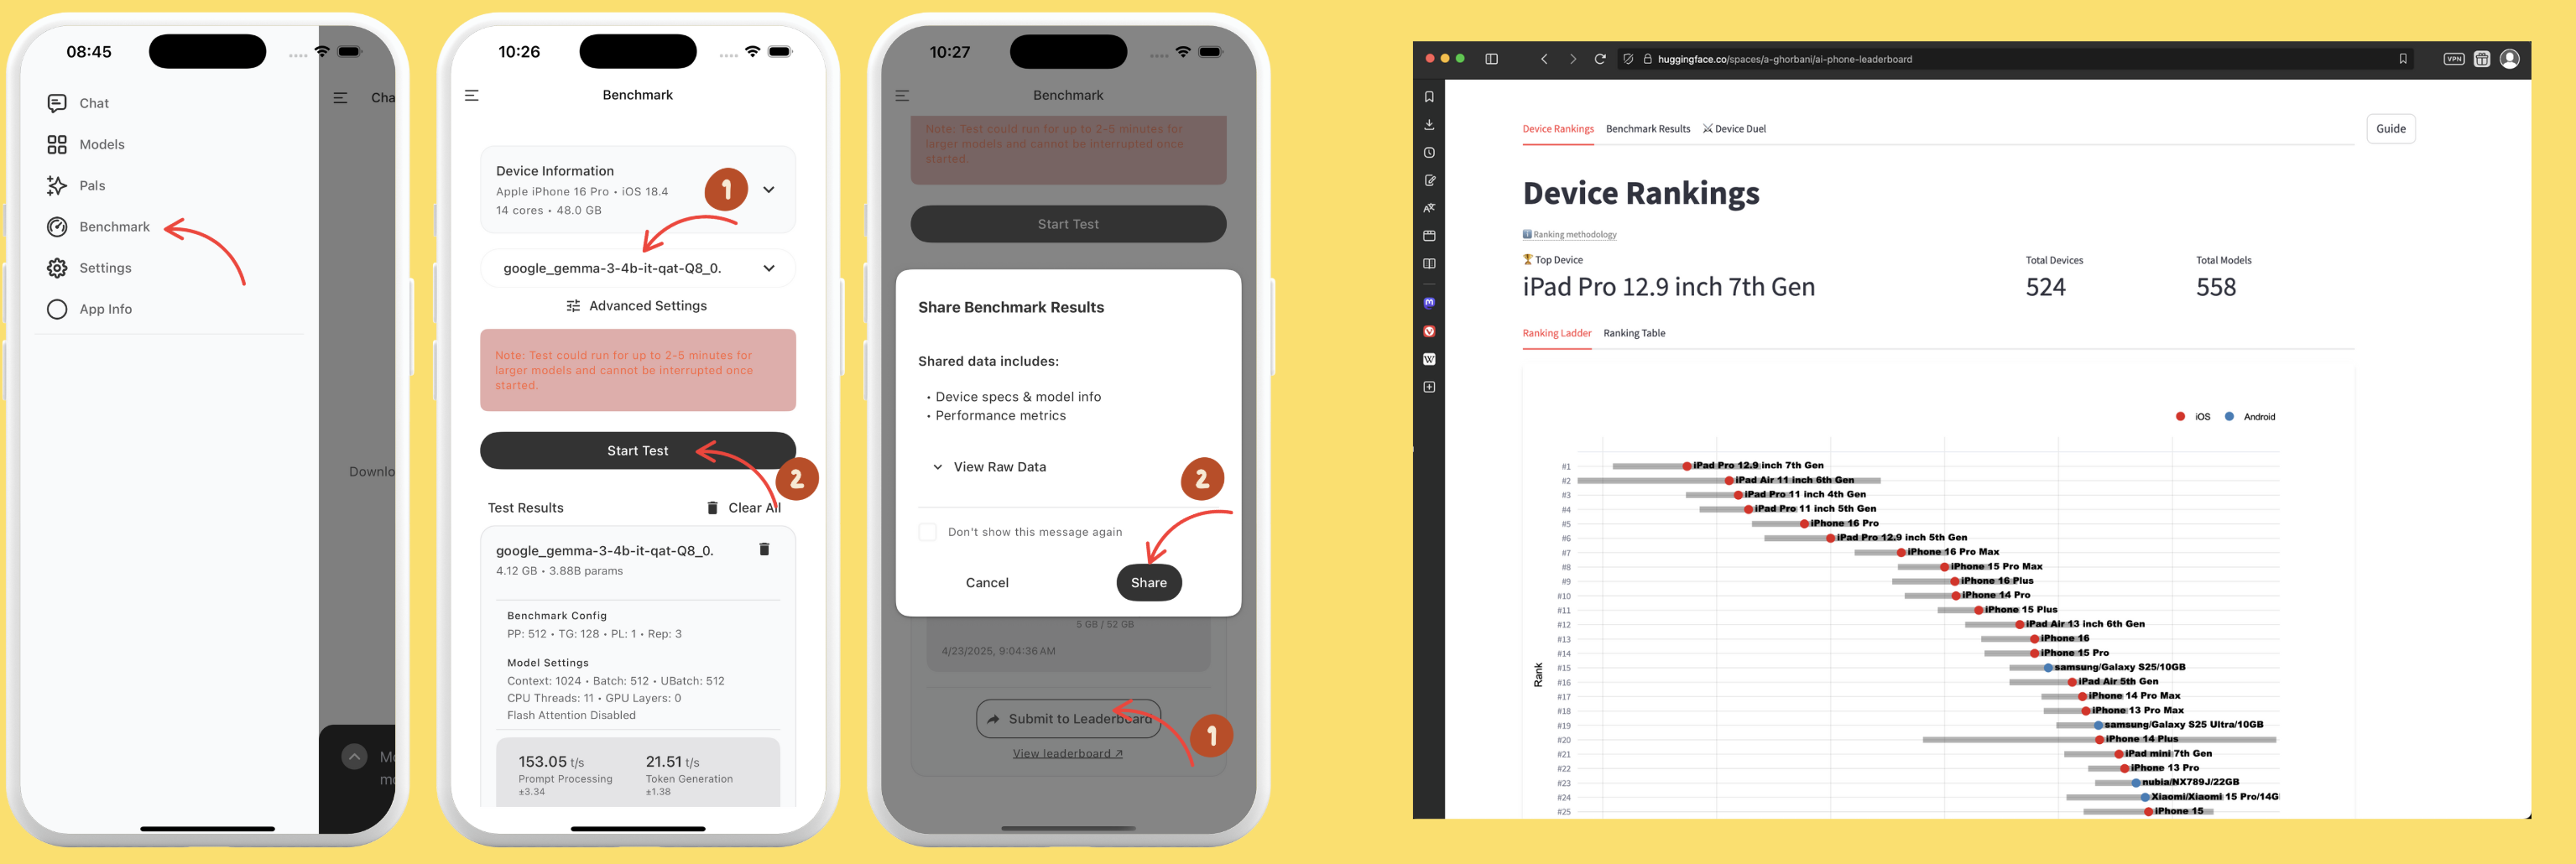 08:45
Chat
Models
Pals
Benchmark
Settings
App Info
Cha
Downlo
Mo
mo
10:26
Benchmark
Device Information
Apple iPhone 16 Pro • iOS 18.4
14 cores • 48.0 GB
1
google_gemma-3-4b-it-qat-Q8_0.
Advanced Settings
Note: Test could run for up to 2-5 minutes for
larger models and cannot be interrupted once
started.
Start Test
2
Test Results
Clear All
google_gemma-3-4b-it-qat-Q8_0.
4.12 GB • 3.88B params
Benchmark Config
PP: 512 • TG: 128 • PL: 1 • Rep: 3
Model Settings
Context: 1024 • Batch: 512 • UBatch: 512
CPU Threads: 11 • GPU Layers: 0
Flash Attention Disabled
153.05 t/s
Prompt Processing
±3.34
21.51 t/s
Token Generation
±1.38
10:27
Benchmark
Note: Test could run for up to 2-5 minutes for
larger models and cannot be interrupted once
started.
Start Test
Share Benchmark Results
Shared data includes:
• Device specs & model info
• Performance metrics
View Raw Data
2
Don't show this message again
Cancel
Share
5 GB / 52 GB
4/23/2025, 9:04:36 AM
Submit to Leaderboard
1
View leaderboard ↗
huggingface.co/spaces/a-ghorbani/ai-phone-leaderboard
VPN
Device Rankings
Benchmark Results
⚔ Device Duel
Guide
Device Rankings
ℹ️ Ranking methodology
🏆 Top Device
iPad Pro 12.9 inch 7th Gen
Total Devices
524
Total Models
558
Ranking Ladder
Ranking Table
iOS
Android
Rank
#1 iPad Pro 12.9 inch 7th Gen
#2 iPad Air 11 inch 6th Gen
#3 iPad Pro 11 inch 4th Gen
#4 iPad Pro 11 inch 5th Gen
#5 iPhone 16 Pro
#6 iPad Pro 12.9 inch 5th Gen
#7 iPhone 16 Pro Max
#8 iPhone 15 Pro Max
#9 iPhone 16 Plus
#10 iPhone 14 Pro
#11 iPhone 15 Plus
#12 iPad Air 13 inch 6th Gen
#13 iPhone 16
#14 iPhone 15 Pro
#15 samsung/Galaxy S25/10GB
#16 iPad Air 5th Gen
#17 iPhone 14 Pro Max
#18 iPhone 13 Pro Max
#19 samsung/Galaxy S25 Ultra/10GB
#20 iPhone 14 Plus
#21 iPad mini 7th Gen
#22 iPhone 13 Pro
#23 nubia/NX789J/22GB
#24 Xiaomi/Xiaomi 15 Pro/14G
#25 iPhone 15